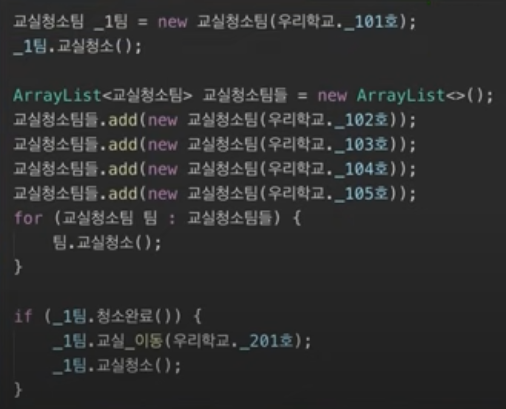 교실청소팀 _1팀 = new 교실청소팀(우리학교._101호);
_1팀.교실청소();
ArrayList<교실청소팀> 교실청소팀들 = new ArrayList<>();
교실청소팀들.add(new 교실청소팀(우리학교._102호));
교실청소팀들.add(new 교실청소팀(우리학교._103호));
교실청소팀들.add(new 교실청소팀(우리학교._104호));
교실청소팀들.add(new 교실청소팀(우리학교._105호));
for (교실청소팀 팀 : 교실청소팀들) {
팀.교실청소();
}
if (_1팀.청소완료()) {
_1팀.교실_이동(우리학교._201호);
_1팀.교실청소();
}